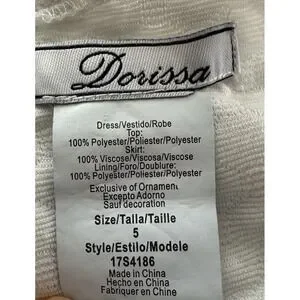 Dorissa
Dress/Vestido/Robe
Top:
100% Polyester/Poliester/Polyester
Skirt:
100% Viscose/Viscosa/Viscose
Lining/Foro/Doublure:
100% Polyester/Poliester/Polyester
Exclusive of Ornament
Excepto Adorno
Sauf decoration
Size/Talla/Taille
5
Style/Estilo/Modele
17S4186
Made in China
Hecho en China
Fabriquer en Chine